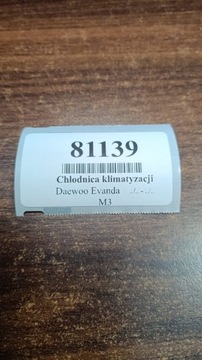 81139
Chłodnica klimatyzacji
Daewoo Evanda ../.. - ../..
M3